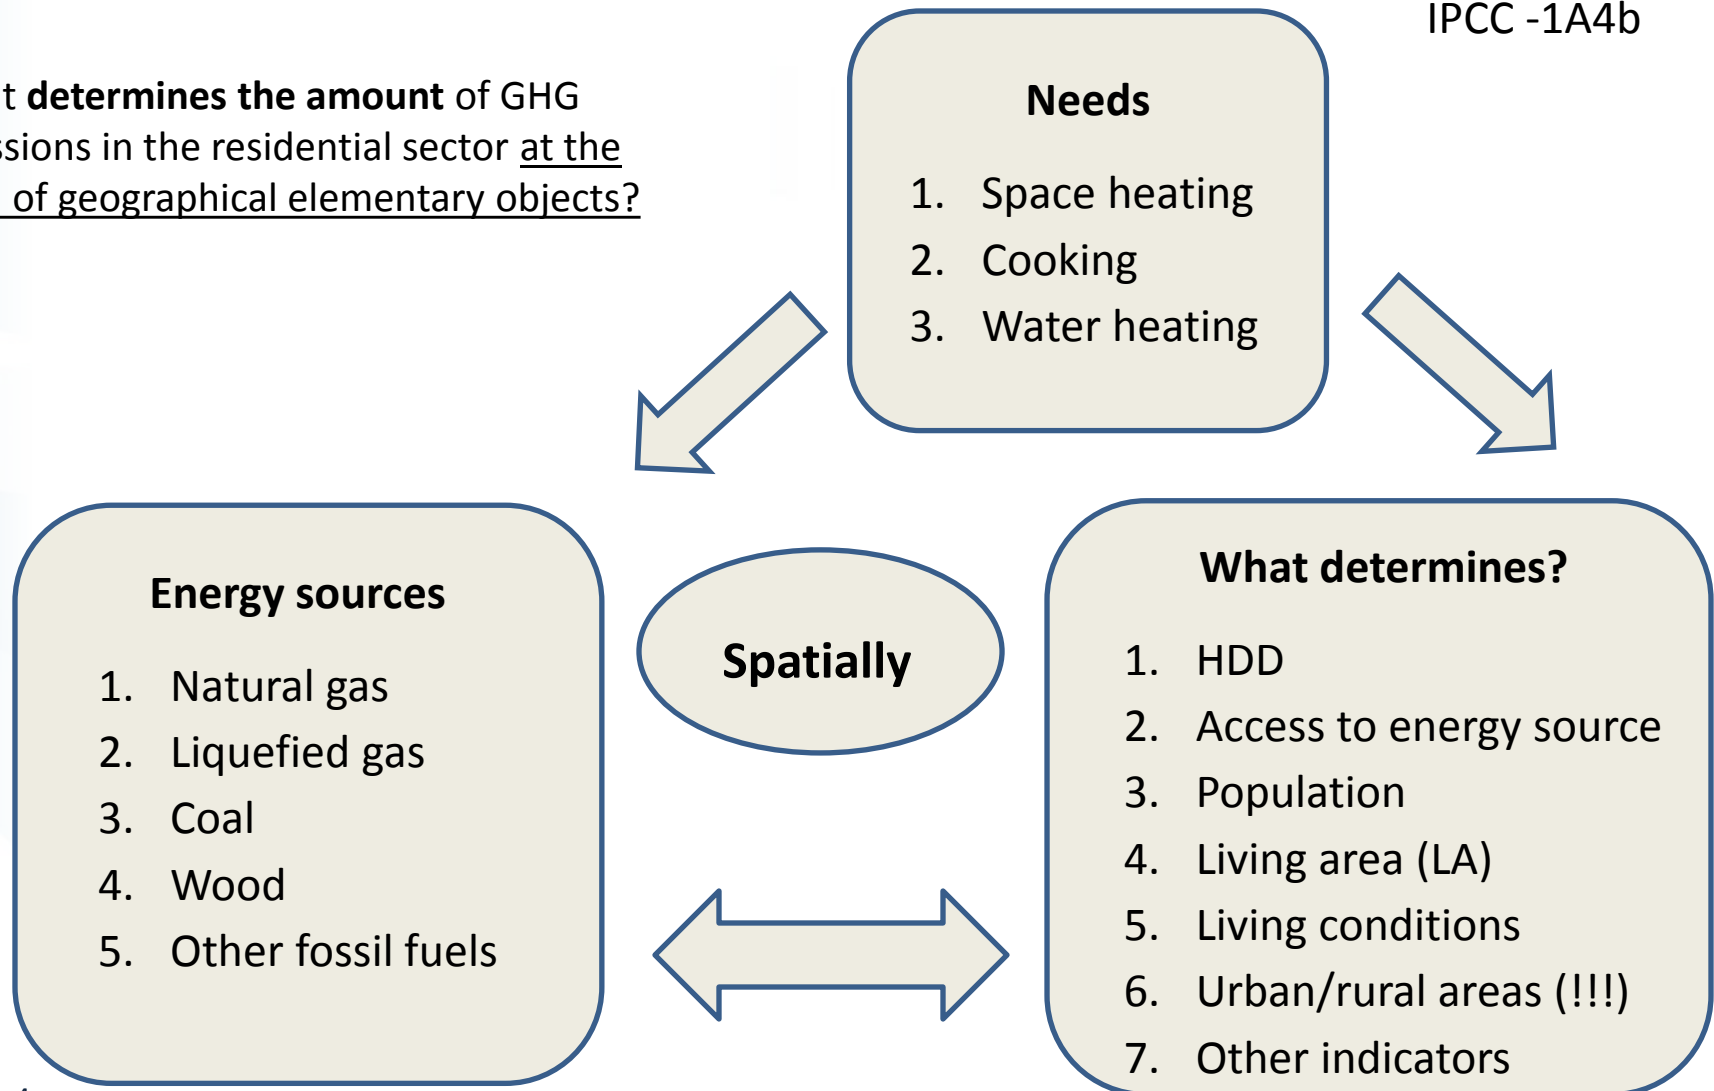 IPCC -1A4b
t determines the amount of GHG
ssions in the residential sector at the
of geographical elementary objects?
Needs
1. Space heating
2. Cooking
3. Water heating
Energy sources
1. Natural gas
2. Liquefied gas
3. Coal
4. Wood
5. Other fossil fuels
Spatially
What determines?
1. HDD
2. Access to energy source
3. Population
4. Living area (LA)
5. Living conditions
6. Urban/rural areas (!!!)
7. Other indicators